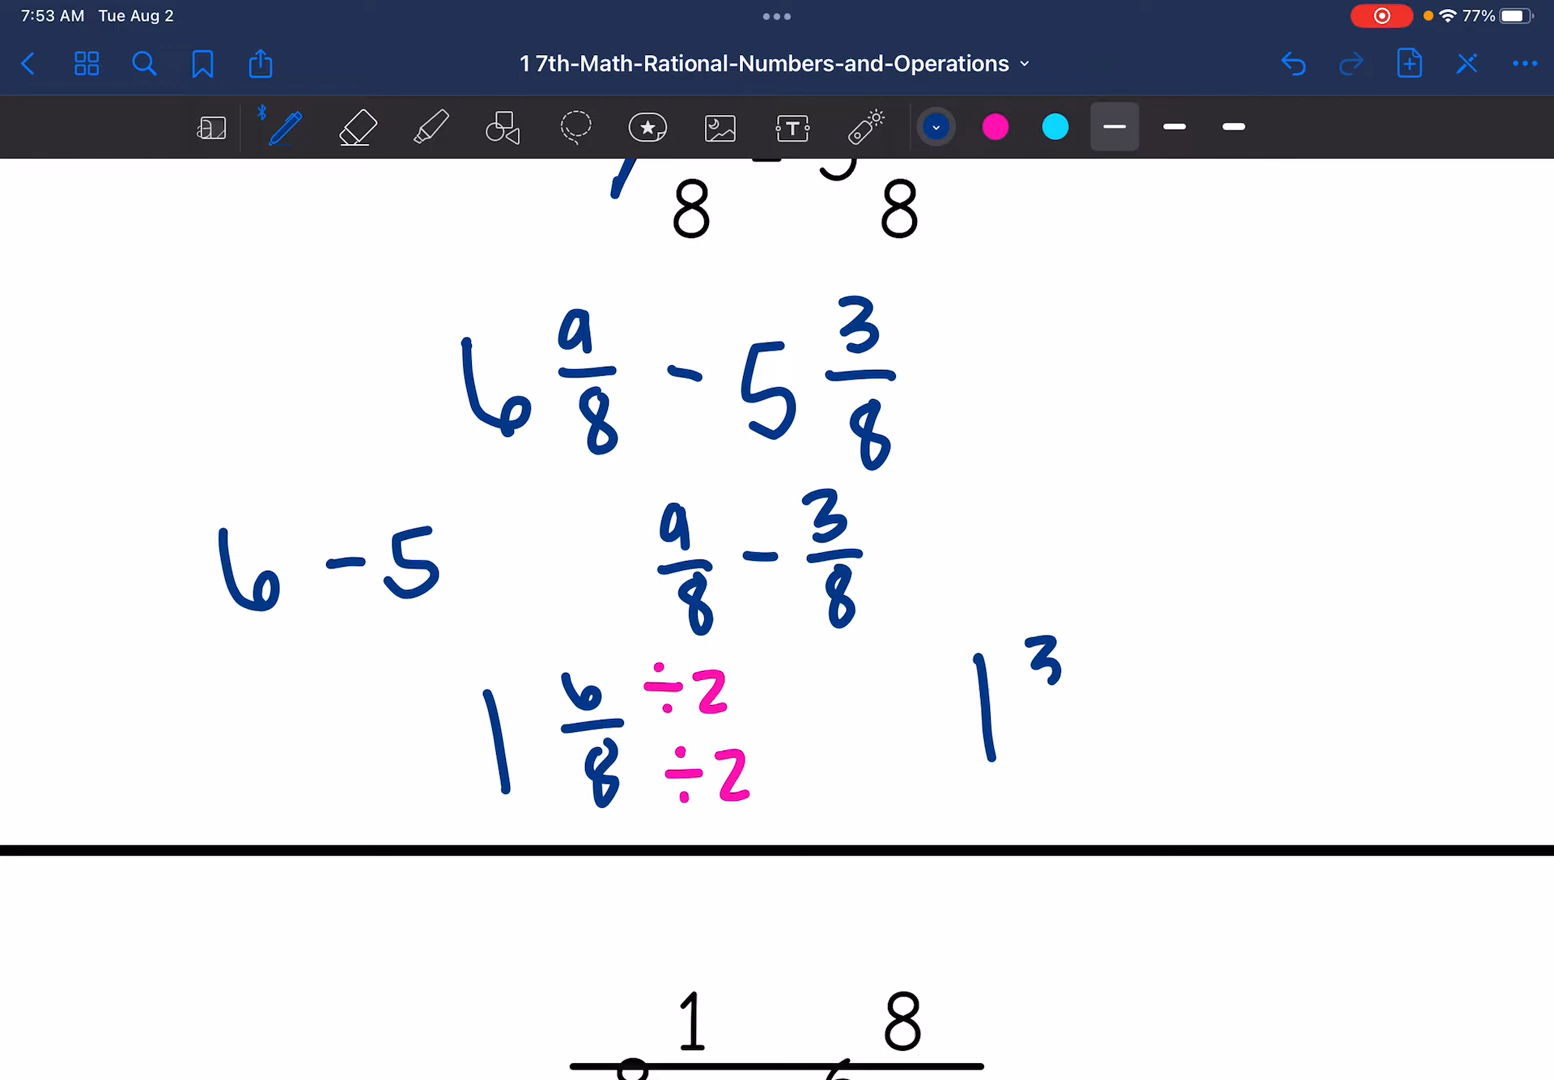 7:53 AM Tue Aug 2
77%
1 7th-Math-Rational-Numbers-and-Operations
T
8 8
6 9/8 - 5 3/8
6 - 5 9/8 - 3/8
1 6/8 ÷2 ÷2 1 3
1 8